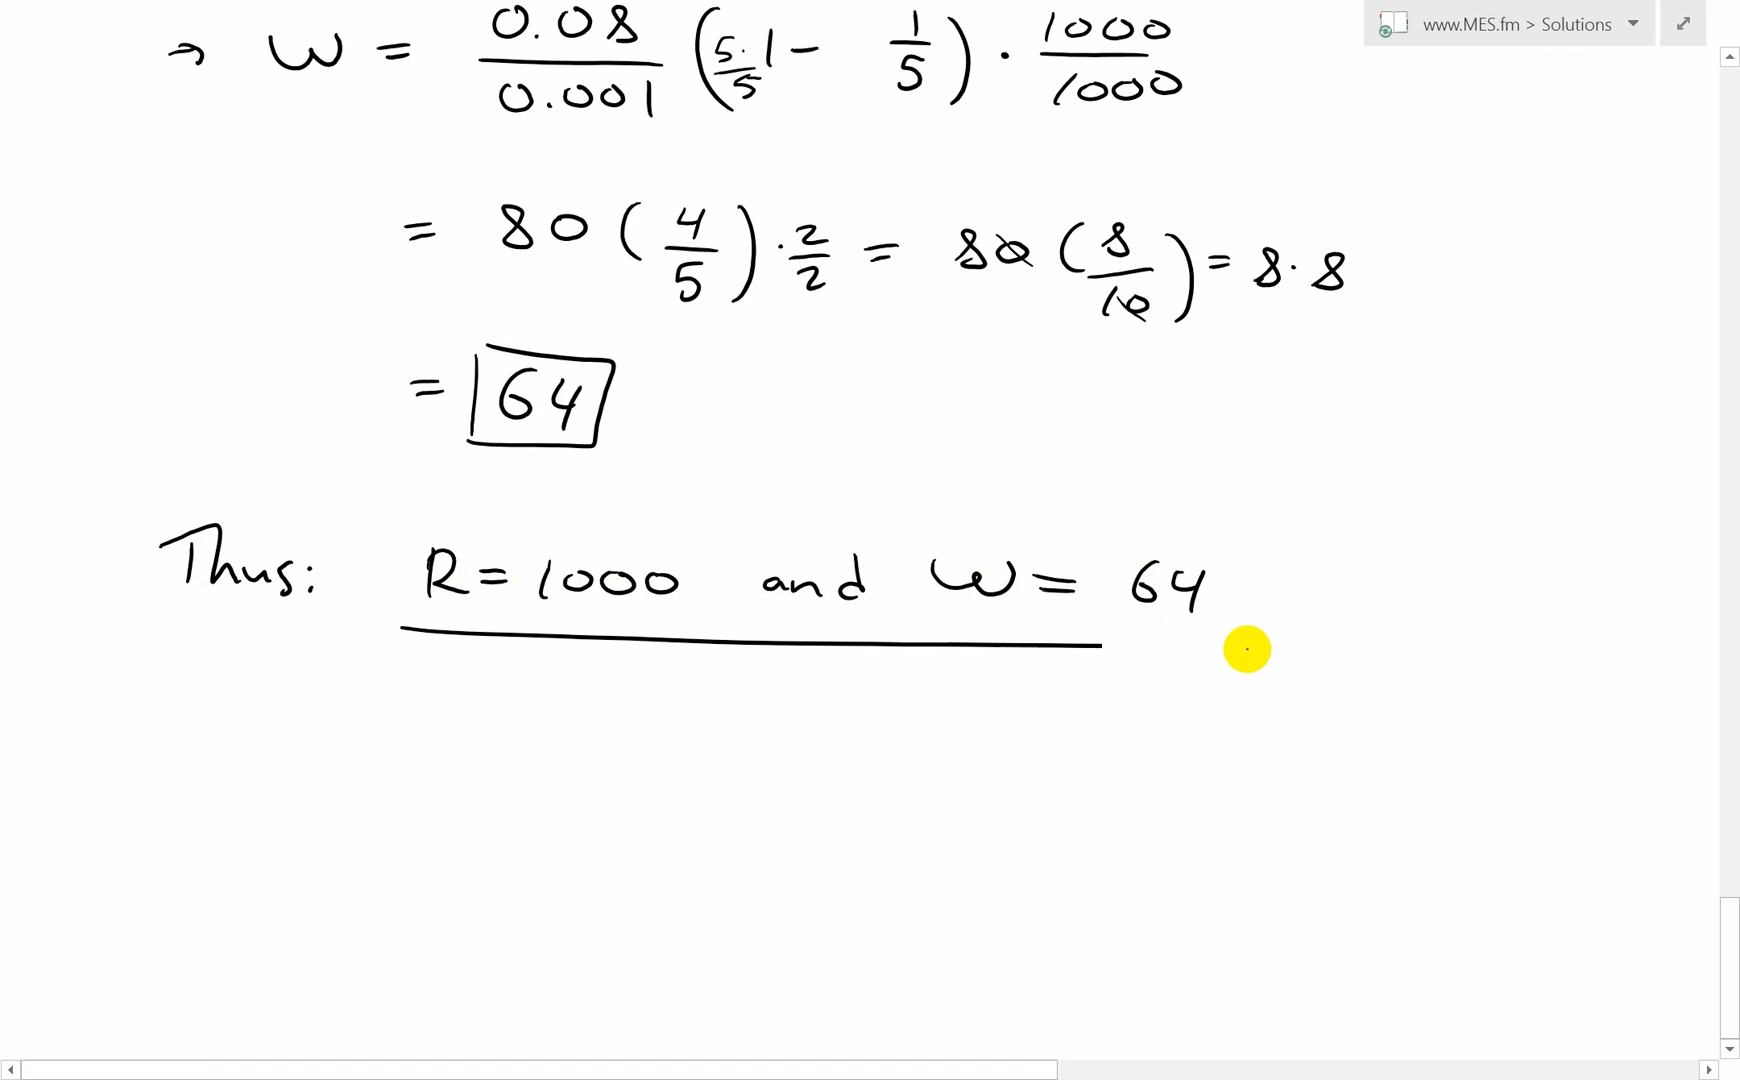 www.MES.fm > Solutions
→ W = 0.08/0.001 (5/5 · 1 − 1/5) · 1000/1000
= 80 (4/5) · 2/2 = 80 (8/10) = 8 · 8
= 64
Thus: R = 1000 and W = 64